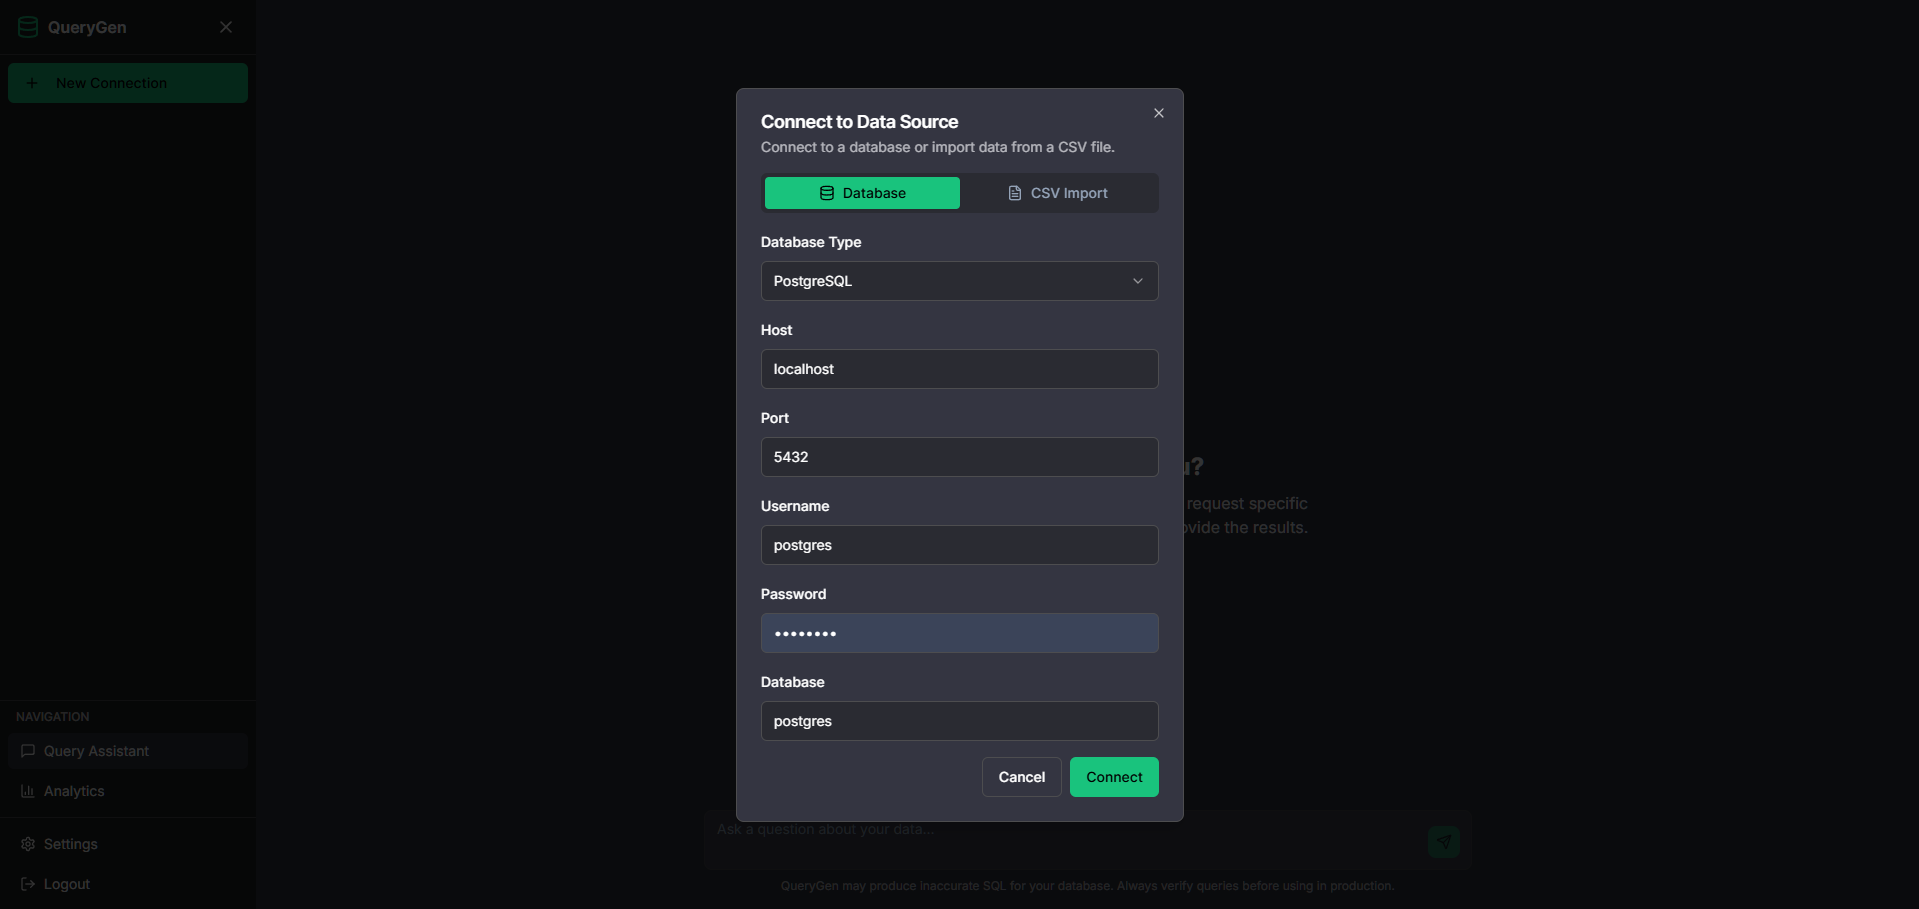 QueryGen
New Connection
Connect to Data Source
Connect to a database or import data from a CSV file.
Database
CSV Import
Database Type
PostgreSQL
Host
localhost
Port
5432
u?
request specific
ovide the results.
Username
postgres
Password
••••••••
Database
postgres
Cancel
Connect
NAVIGATION
Query Assistant
Analytics
Settings
Logout
Ask a question about your data...
QueryGen may produce inaccurate SQL for your database. Always verify queries before using in production.